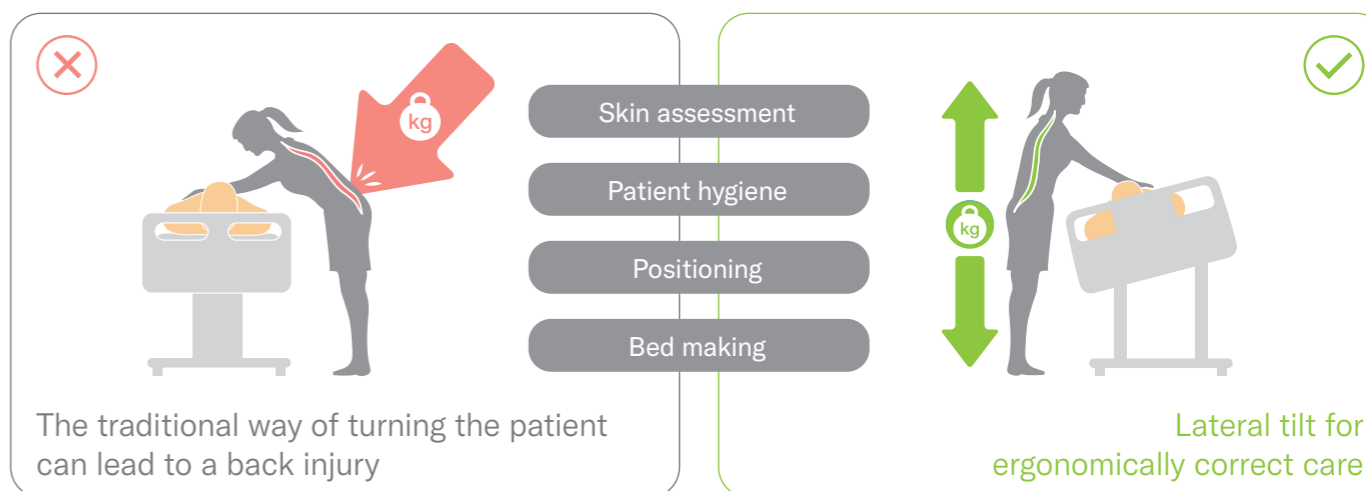 kg
Skin assessment
Patient hygiene
Positioning
Bed making
kg
The traditional way of turning the patient
can lead to a back injury
Lateral tilt for
ergonomically correct care